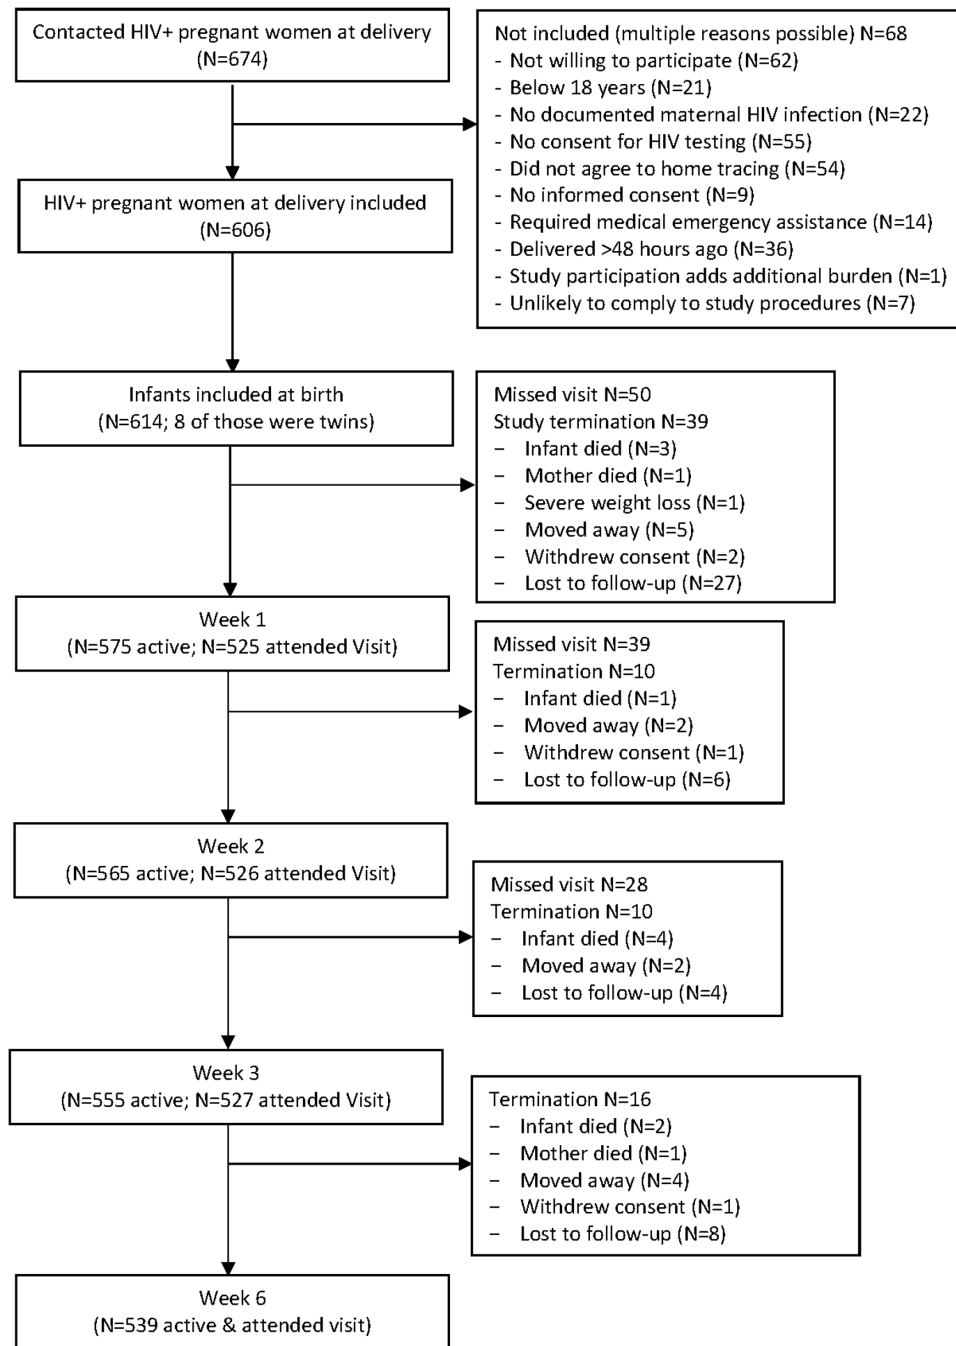 Contacted HIV+ pregnant women at delivery
(N=674)
Not included (multiple reasons possible) N=68
- Not willing to participate (N=62)
- Below 18 years (N=21)
- No documented maternal HIV infection (N=22)
- No consent for HIV testing (N=55)
- Did not agree to home tracing (N=54)
- No informed consent (N=9)
- Required medical emergency assistance (N=14)
- Delivered >48 hours ago (N=36)
- Study participation adds additional burden (N=1)
- Unlikely to comply to study procedures (N=7)
HIV+ pregnant women at delivery included
(N=606)
Infants included at birth
(N=614; 8 of those were twins)
Missed visit N=50
Study termination N=39
– Infant died (N=3)
– Mother died (N=1)
– Severe weight loss (N=1)
– Moved away (N=5)
– Withdrew consent (N=2)
– Lost to follow-up (N=27)
Week 1
(N=575 active; N=525 attended Visit)
Missed visit N=39
Termination N=10
– Infant died (N=1)
– Moved away (N=2)
– Withdrew consent (N=1)
– Lost to follow-up (N=6)
Week 2
(N=565 active; N=526 attended Visit)
Missed visit N=28
Termination N=10
– Infant died (N=4)
– Moved away (N=2)
– Lost to follow-up (N=4)
Week 3
(N=555 active; N=527 attended Visit)
Termination N=16
– Infant died (N=2)
– Mother died (N=1)
– Moved away (N=4)
– Withdrew consent (N=1)
– Lost to follow-up (N=8)
Week 6
(N=539 active & attended visit)